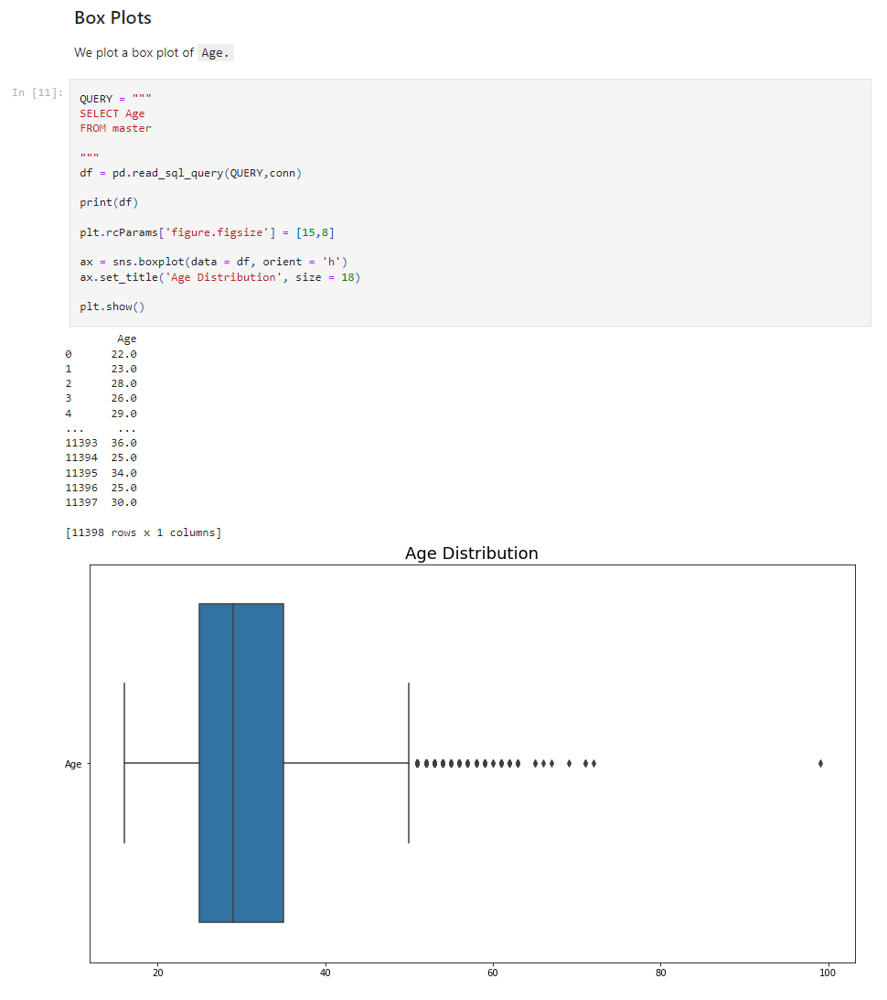 Box Plots
We plot a box plot of Age.
In [11]:
QUERY = """
SELECT Age
FROM master
"""
df = pd.read_sql_query(QUERY,conn)
print(df)
plt.rcParams['figure.figsize'] = [15,8]
ax = sns.boxplot(data = df, orient = 'h')
ax.set_title('Age Distribution', size = 18)
plt.show()
Age
0 22.0
1 23.0
2 28.0
3 26.0
4 29.0
... ...
11393 36.0
11394 25.0
11395 34.0
11396 25.0
11397 30.0
[11398 rows x 1 columns]
Age Distribution
Age
20 40 60 80 100